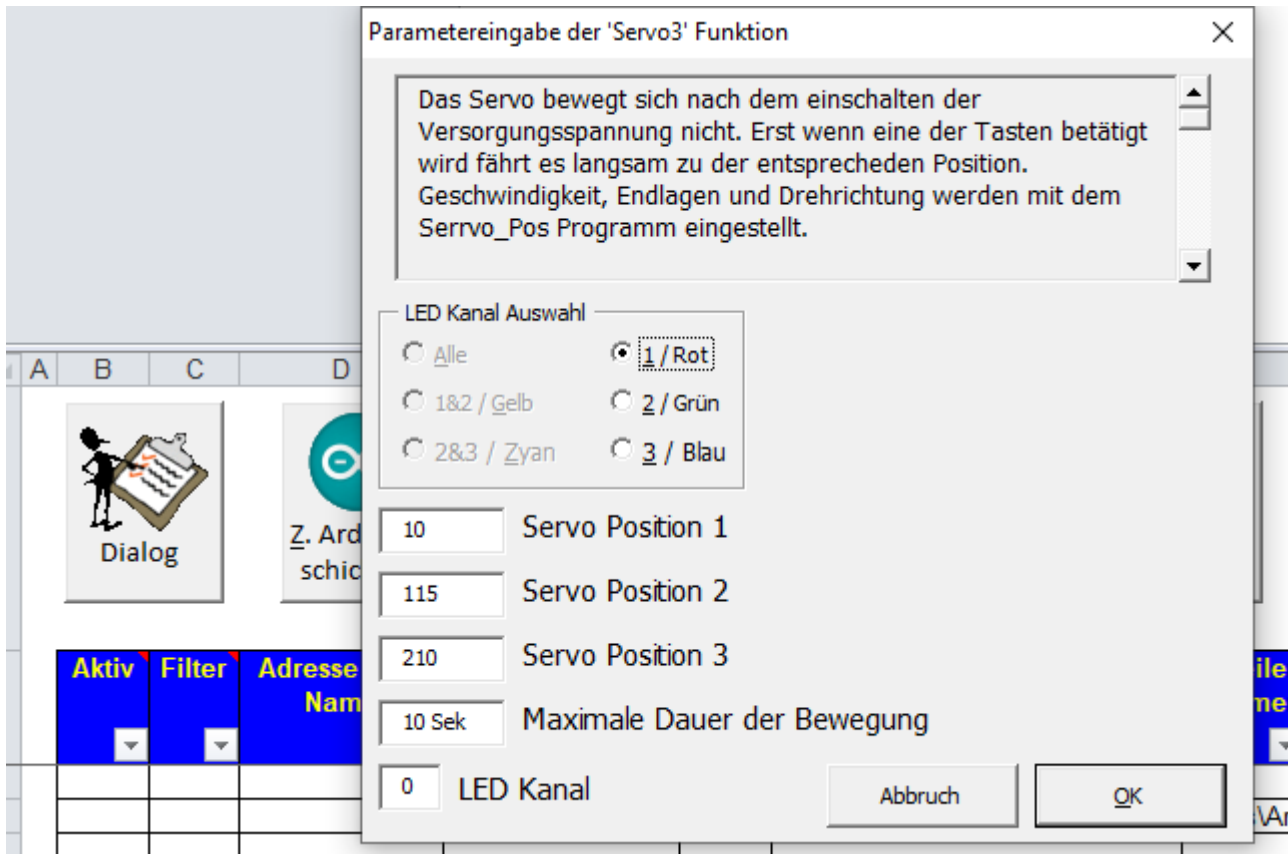 Parametereingabe der 'Servo3' Funktion
Das Servo bewegt sich nach dem einschalten der
Versorgungsspannung nicht. Erst wenn eine der Tasten betätigt
wird fährt es langsam zu der entsprecheden Position.
Geschwindigkeit, Endlagen und Drehrichtung werden mit dem
Serrvo_Pos Programm eingestellt.
LED Kanal Auswahl
Alle
1 / Rot
1&2 / Gelb
2 / Grün
2&3 / Zyan
3 / Blau
10 Servo Position 1
115 Servo Position 2
210 Servo Position 3
10 Sek Maximale Dauer der Bewegung
0 LED Kanal
Abbruch
OK
A B C D
Dialog
Z. Ard
schic
Aktiv Filter Adresse
Nam
ile
me
\Ar